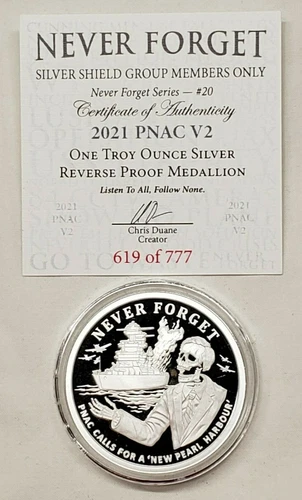 NEVER FORGET
SILVER SHIELD GROUP MEMBERS ONLY
Never Forget Series — #20
Certificate of Authenticity
2021 PNAC V2
ONE TROY OUNCE SILVER
REVERSE PROOF MEDALLION
Listen To All, Follow None.
2021
PNAC
V2
Chris Duane
Creator
2021
PNAC
V2
619 of 777
NEVER FORGET
PNAC CALLS FOR A 'NEW PEARL HARBOUR'